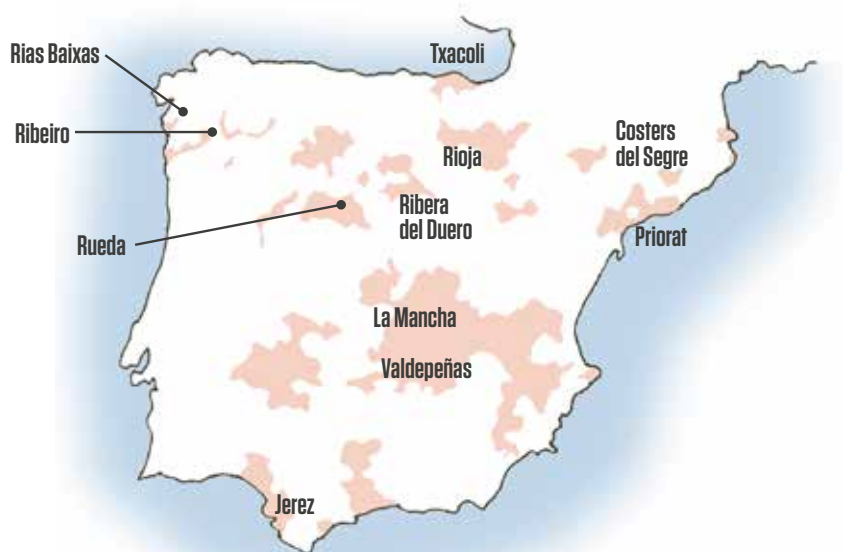 Rias Baixas
Txacoli
Ribeiro
Costers
del Segre
Rioja
Ribera
del Duero
Rueda
Priorat
La Mancha
Valdepeñas
Jerez